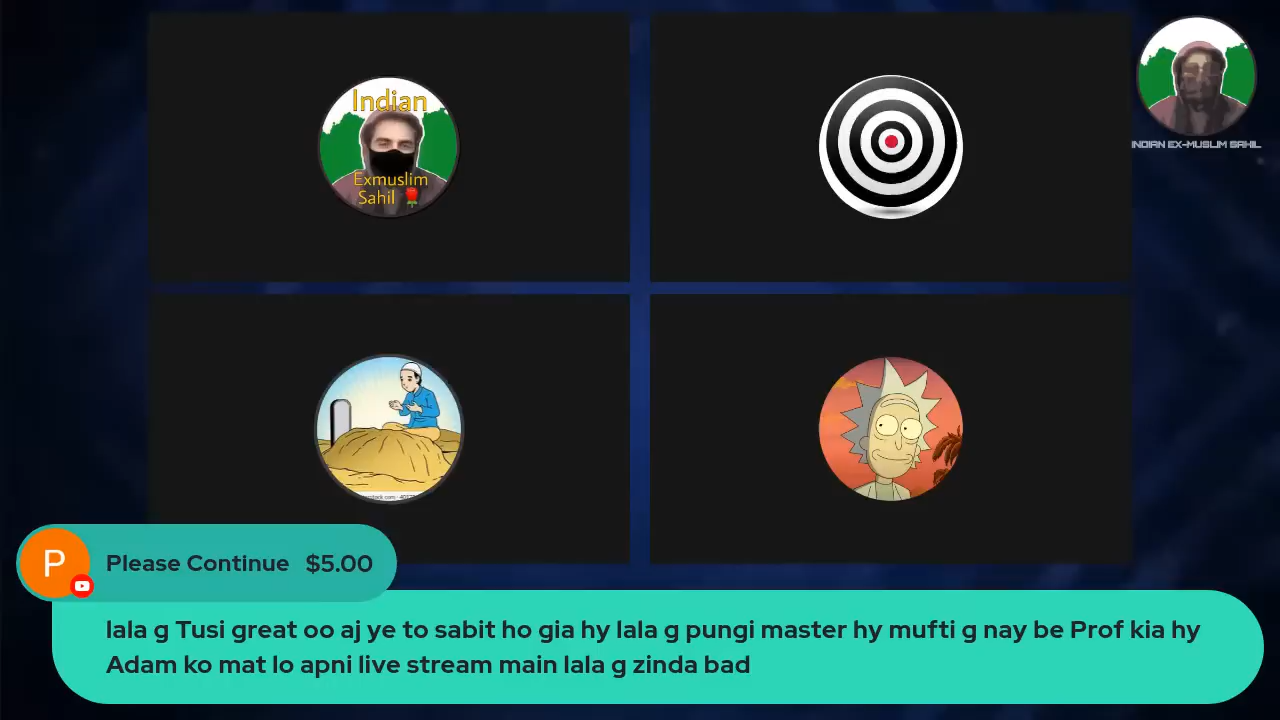 Indian
Exmuslim
Sahil
INDIAN EX-MUSLIM SAHIL
P
Please Continue $5.00
lala g Tusi great oo aj ye to sabit ho gia hy lala g pungi master hy mufti g nay be Prof kia hy
Adam ko mat lo apni live stream main lala g zinda bad